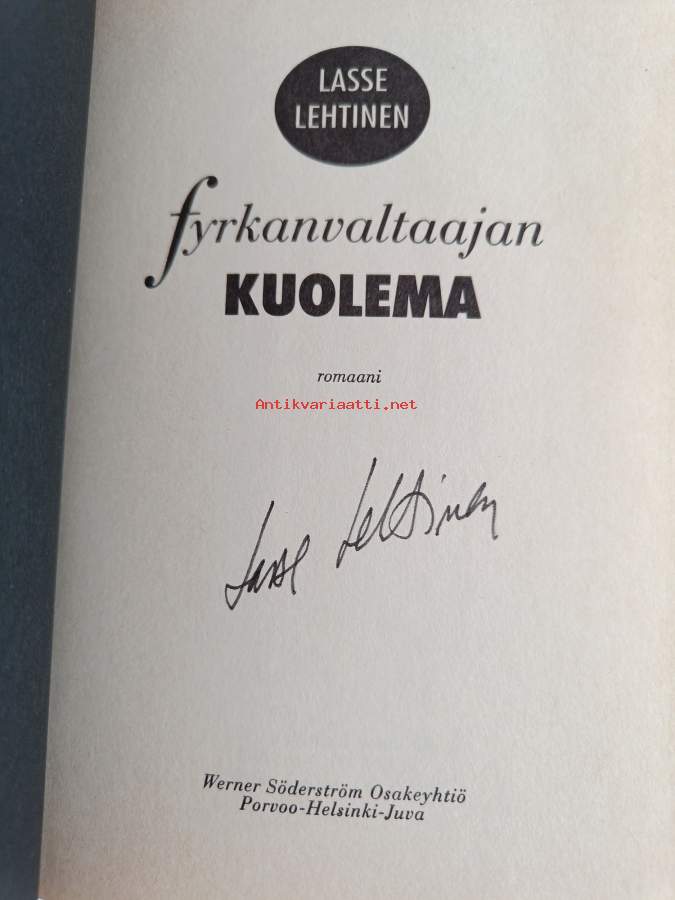 LASSE
LEHTINEN
fyrkanvaltaajan
KUOLEMA
romaani
Antikvariaatti.net
Lasse Lehtinen
Werner Söderström Osakeyhtiö
Porvoo-Helsinki-Juva